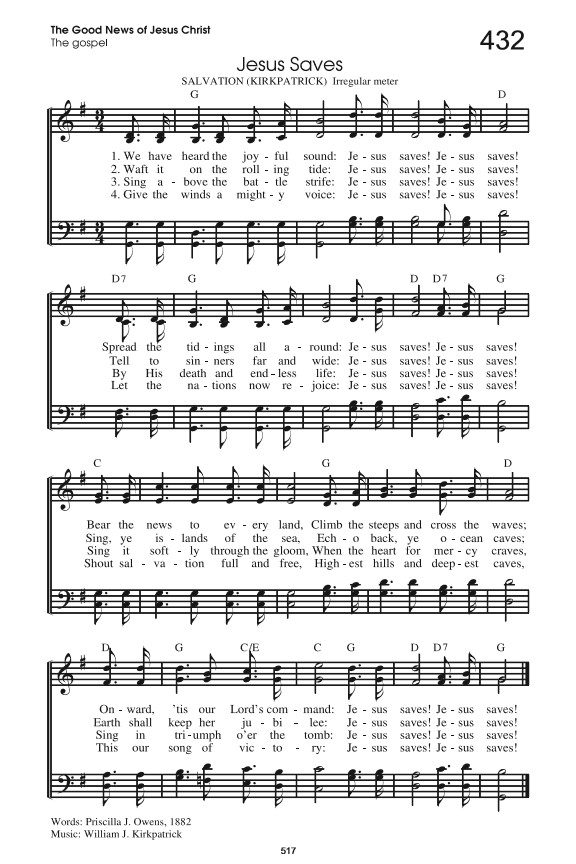 The Good News of Jesus Christ
The gospel
432
Jesus Saves
SALVATION (KIRKPATRICK) Irregular meter
G D
1. We have heard the joy - ful sound: Je - sus saves! Je - sus saves!
2. Waft it on the roll - ing tide: Je - sus saves! Je - sus saves!
3. Sing a - bove the bat - tle strife: Je - sus saves! Je - sus saves!
4. Give the winds a might - y voice: Je - sus saves! Je - sus saves!
D7 G D D7 G
Spread the tid - ings all a - round: Je - sus saves! Je - sus saves!
Tell to sin - ners far and wide: Je - sus saves! Je - sus saves!
By His death and end - less life: Je - sus saves! Je - sus saves!
Let the na - tions now re - joice: Je - sus saves! Je - sus saves!
C G D
Bear the news to ev - ery land, Climb the steeps and cross the waves;
Sing, ye is - lands of the sea, Ech - o back, ye o - cean caves;
Sing it soft - ly through the gloom, When the heart for mer - cy craves,
Shout sal - va - tion full and free, High - est hills and deep - est caves,
D G C/E C G D D7 G
On - ward, 'tis our Lord's com - mand: Je - sus saves! Je - sus saves!
Earth shall keep her ju - bi - lee: Je - sus saves! Je - sus saves!
Sing in tri - umph o'er the tomb: Je - sus saves! Je - sus saves!
This our song of vic - to - ry: Je - sus saves! Je - sus saves!
Words: Priscilla J. Owens, 1882
Music: William J. Kirkpatrick
517